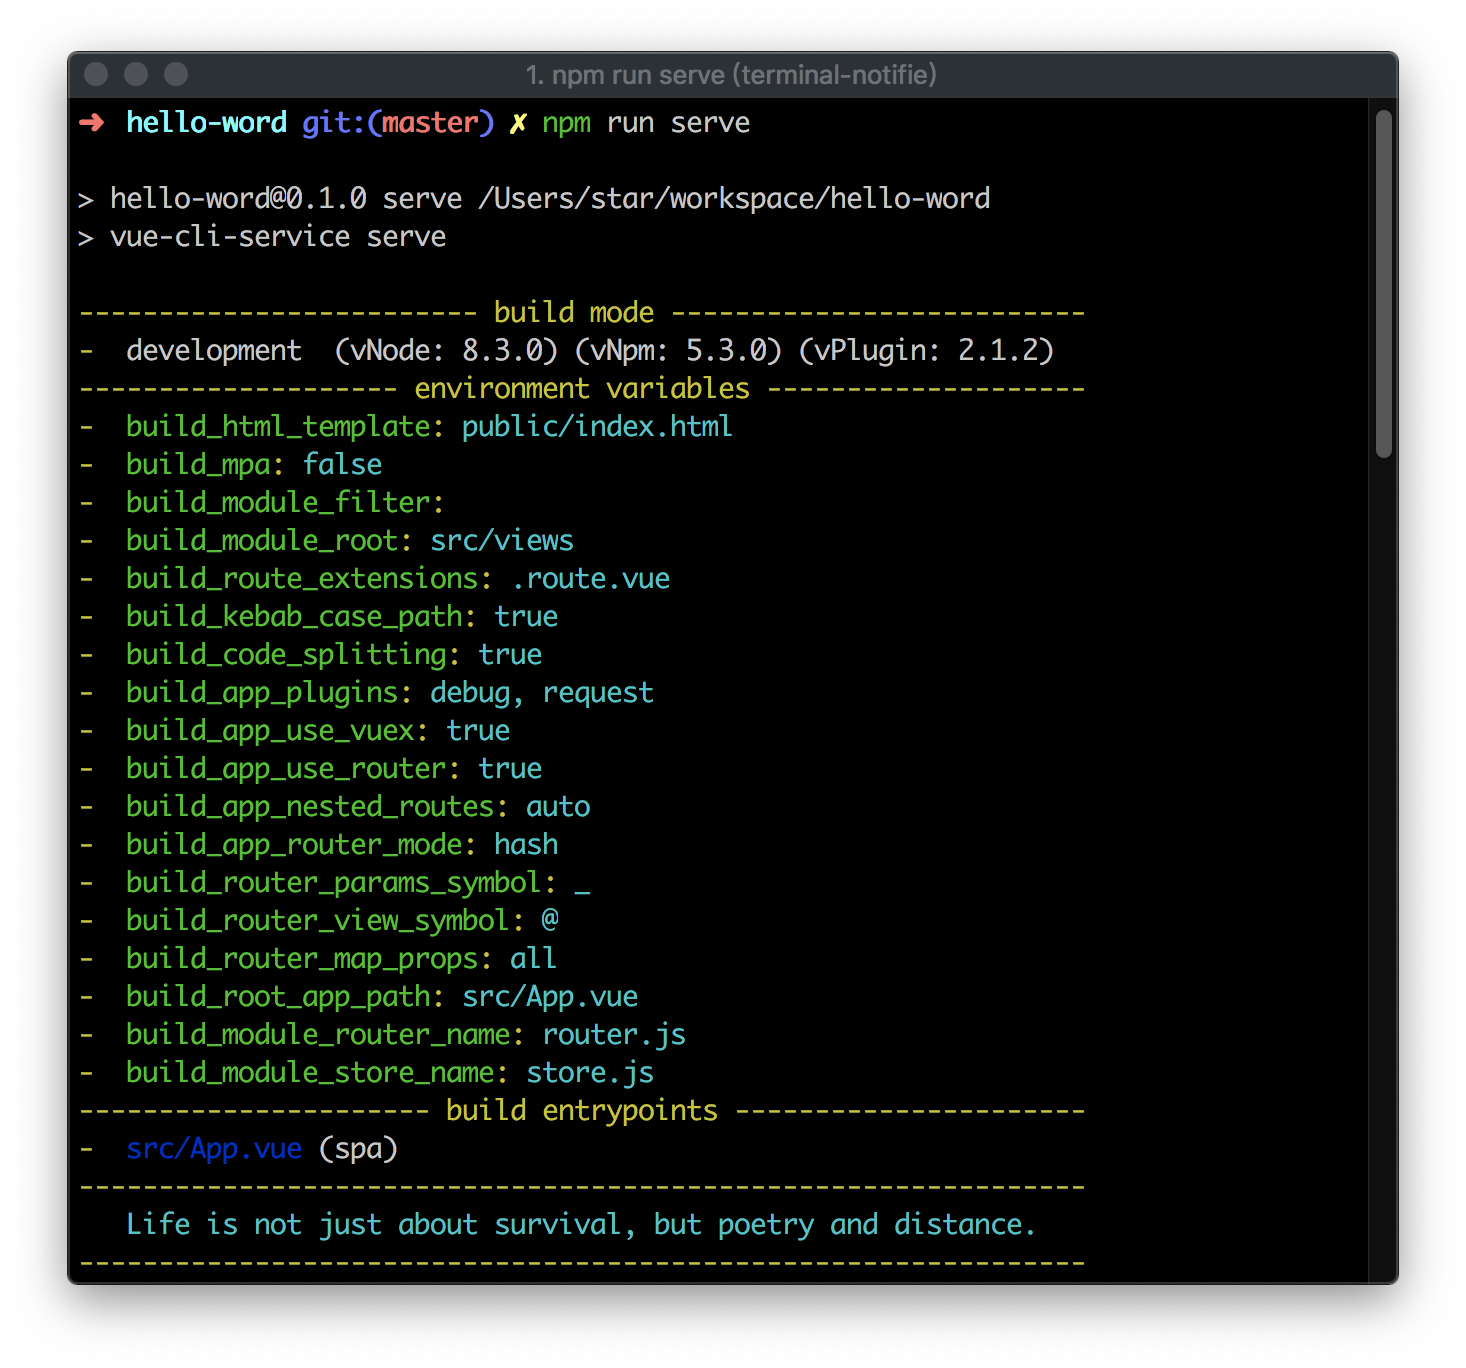 1. npm run serve (terminal-notifie)
➜ hello-word git:(master) ✗ npm run serve
> hello-word@0.1.0 serve /Users/star/workspace/hello-word
> vue-cli-service serve
------------------------- build mode --------------------------
- development (vNode: 8.3.0) (vNpm: 5.3.0) (vPlugin: 2.1.2)
-------------------- environment variables --------------------
- build_html_template: public/index.html
- build_mpa: false
- build_module_filter:
- build_module_root: src/views
- build_route_extensions: .route.vue
- build_kebab_case_path: true
- build_code_splitting: true
- build_app_plugins: debug, request
- build_app_use_vuex: true
- build_app_use_router: true
- build_app_nested_routes: auto
- build_app_router_mode: hash
- build_router_params_symbol: _
- build_router_view_symbol: @
- build_router_map_props: all
- build_root_app_path: src/App.vue
- build_module_router_name: router.js
- build_module_store_name: store.js
---------------------- build entrypoints ----------------------
- src/App.vue (spa)
---------------------------------------------------------------
Life is not just about survival, but poetry and distance.
---------------------------------------------------------------